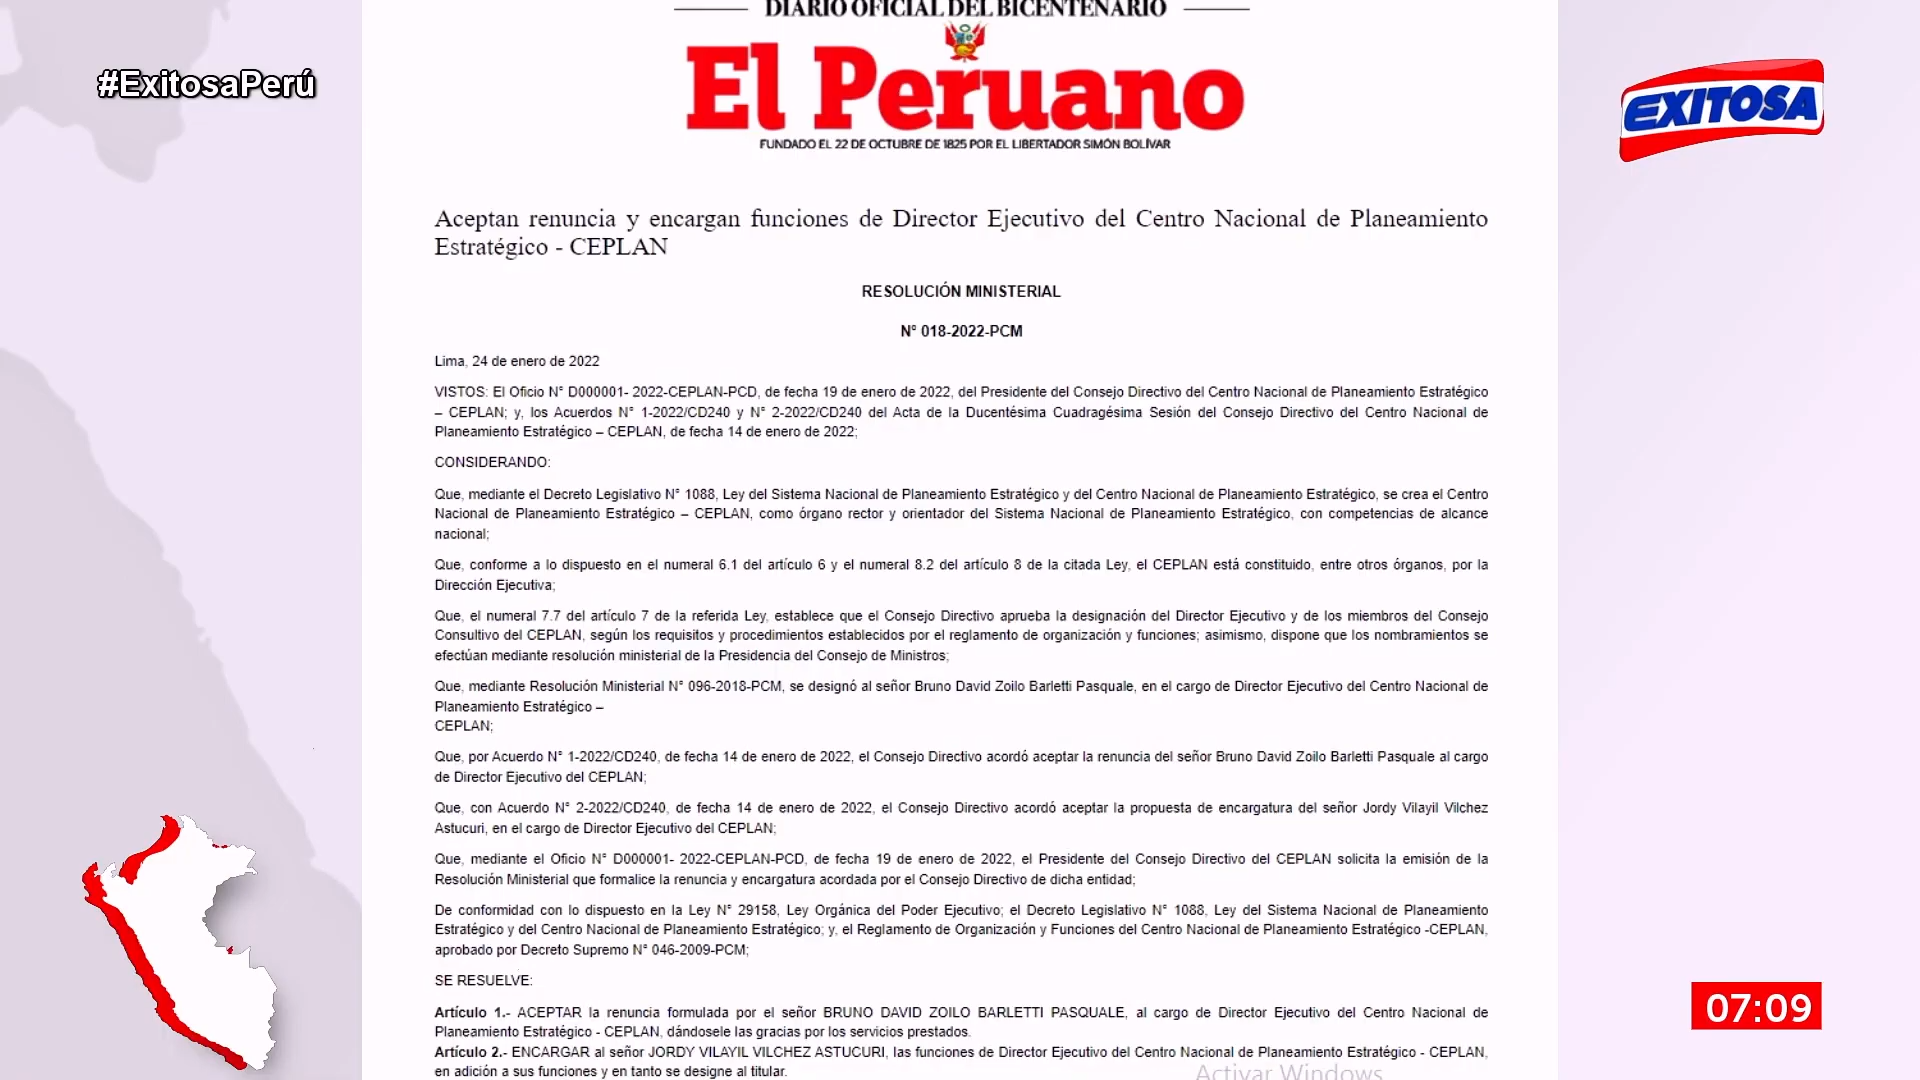 DIARIO OFICIAL DEL BICENTENARIO
#ExitosaPerú
El Peruano
EXITOSA
FUNDADO EL 22 DE OCTUBRE DE 1825 POR EL LIBERTADOR SIMÓN BOLÍVAR
Aceptan renuncia y encargan funciones de Director Ejecutivo del Centro Nacional de Planeamiento
Estratégico - CEPLAN
RESOLUCIÓN MINISTERIAL
N° 018-2022-PCM
Lima, 24 de enero de 2022
VISTOS: El Oficio N° D000001- 2022-CEPLAN-PCD, de fecha 19 de enero de 2022, del Presidente del Consejo Directivo del Centro Nacional de Planeamiento Estratégico
– CEPLAN; y, los Acuerdos N° 1-2022/CD240 y N° 2-2022/CD240 del Acta de la Ducentésima Cuadragésima Sesión del Consejo Directivo del Centro Nacional de
Planeamiento Estratégico – CEPLAN, de fecha 14 de enero de 2022;
CONSIDERANDO:
Que, mediante el Decreto Legislativo N° 1088, Ley del Sistema Nacional de Planeamiento Estratégico y del Centro Nacional de Planeamiento Estratégico, se crea el Centro
Nacional de Planeamiento Estratégico – CEPLAN, como órgano rector y orientador del Sistema Nacional de Planeamiento Estratégico, con competencias de alcance
nacional;
Que, conforme a lo dispuesto en el numeral 6.1 del artículo 6 y el numeral 8.2 del artículo 8 de la citada Ley, el CEPLAN está constituido, entre otros órganos, por la
Dirección Ejecutiva;
Que, el numeral 7.7 del artículo 7 de la referida Ley, establece que el Consejo Directivo aprueba la designación del Director Ejecutivo y de los miembros del Consejo
Consultivo del CEPLAN, según los requisitos y procedimientos establecidos por el reglamento de organización y funciones; asimismo, dispone que los nombramientos se
efectúan mediante resolución ministerial de la Presidencia del Consejo de Ministros;
Que, mediante Resolución Ministerial N° 096-2018-PCM, se designó al señor Bruno David Zoilo Barletti Pasquale, en el cargo de Director Ejecutivo del Centro Nacional de
Planeamiento Estratégico –
CEPLAN;
Que, por Acuerdo N° 1-2022/CD240, de fecha 14 de enero de 2022, el Consejo Directivo acordó aceptar la renuncia del señor Bruno David Zoilo Barletti Pasquale al cargo
de Director Ejecutivo del CEPLAN;
Que, con Acuerdo N° 2-2022/CD240, de fecha 14 de enero de 2022, el Consejo Directivo acordó aceptar la propuesta de encargatura del señor Jordy Vilayil Vilchez
Astucuri, en el cargo de Director Ejecutivo del CEPLAN;
Que, mediante el Oficio N° D000001- 2022-CEPLAN-PCD, de fecha 19 de enero de 2022, el Presidente del Consejo Directivo del CEPLAN solicita la emisión de la
Resolución Ministerial que formalice la renuncia y encargatura acordada por el Consejo Directivo de dicha entidad;
De conformidad con lo dispuesto en la Ley N° 29158, Ley Orgánica del Poder Ejecutivo; el Decreto Legislativo N° 1088, Ley del Sistema Nacional de Planeamiento
Estratégico y del Centro Nacional de Planeamiento Estratégico; y, el Reglamento de Organización y Funciones del Centro Nacional de Planeamiento Estratégico -CEPLAN,
aprobado por Decreto Supremo N° 046-2009-PCM;
SE RESUELVE:
Artículo 1.- ACEPTAR la renuncia formulada por el señor BRUNO DAVID ZOILO BARLETTI PASQUALE, al cargo de Director Ejecutivo del Centro Nacional de
Planeamiento Estratégico - CEPLAN, dándosele las gracias por los servicios prestados.
Artículo 2.- ENCARGAR al señor JORDY VILAYIL VILCHEZ ASTUCURI, las funciones de Director Ejecutivo del Centro Nacional de Planeamiento Estratégico - CEPLAN,
en adición a sus funciones y en tanto se designe al titular.
Activar Windows
07:09